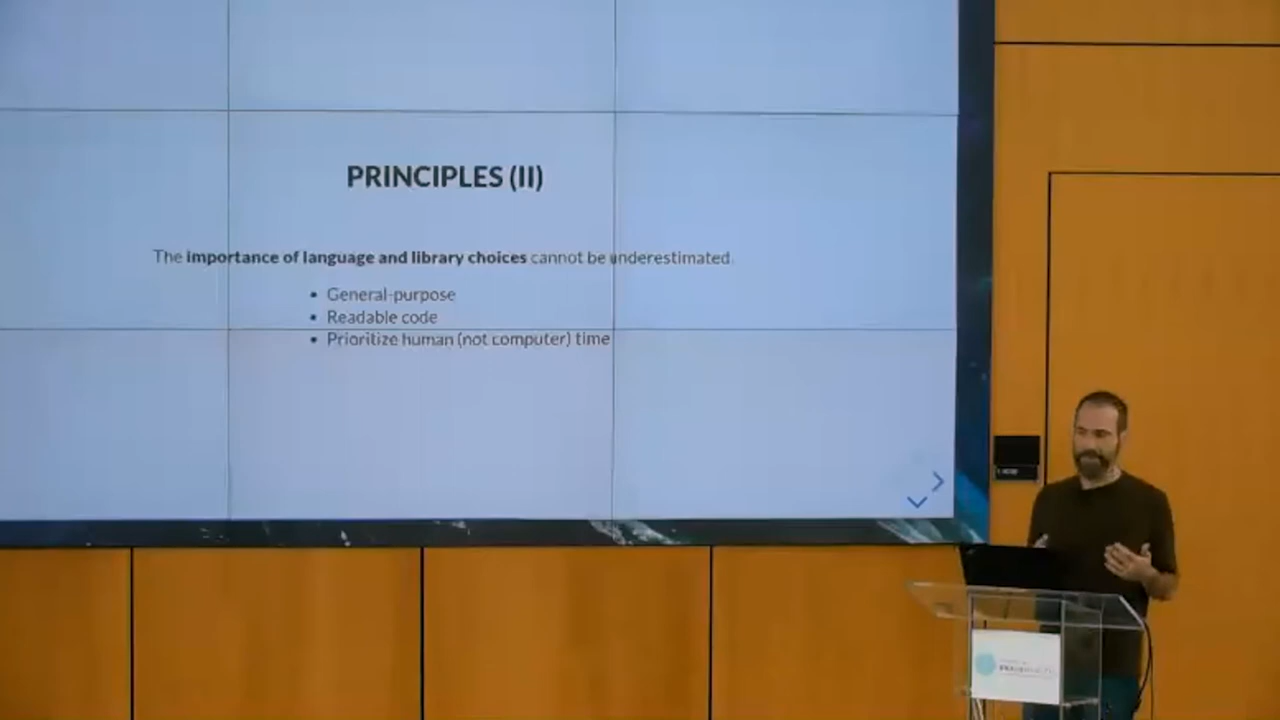 PRINCIPLES (II)
The importance of language and library choices cannot be underestimated.
General-purpose
Readable code
Prioritize human (not computer) time